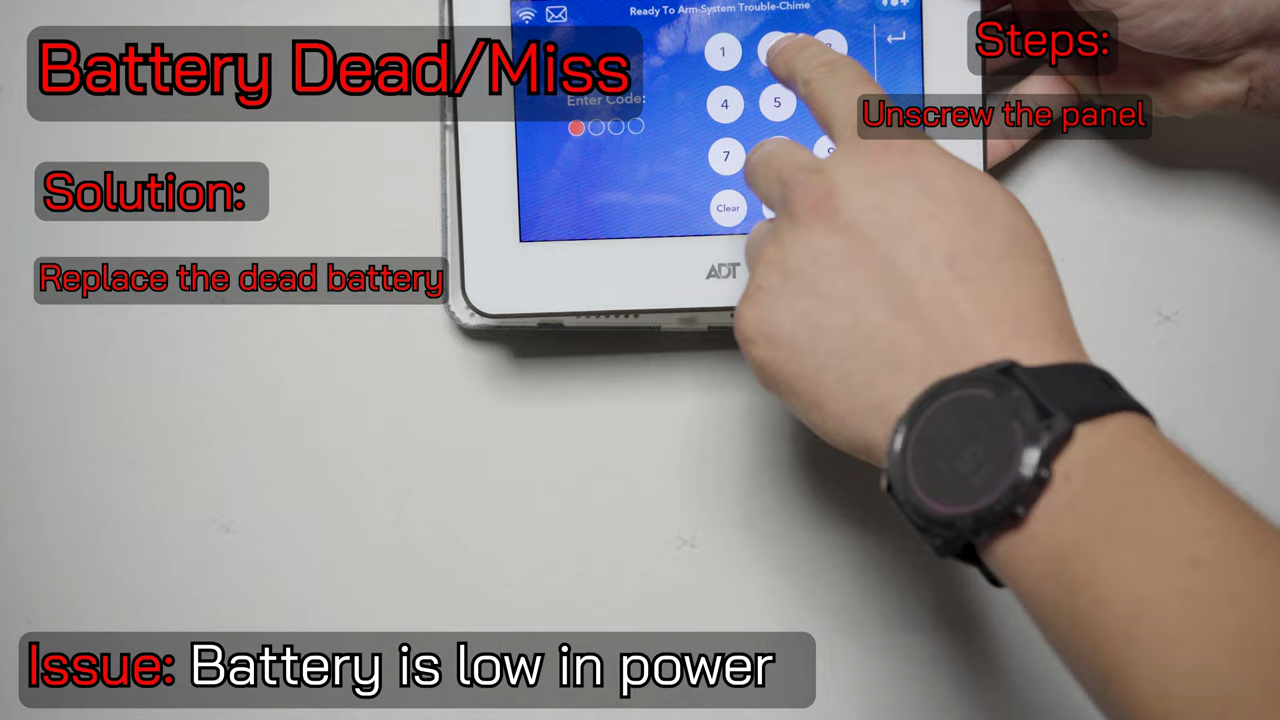 Battery Dead/Miss
Solution:
Replace the dead battery
Ready To Arm-System Trouble-Chime
Enter Code:
1
4
5
7
Clear
ADT
Steps:
Unscrew the panel
Issue: Battery is low in power